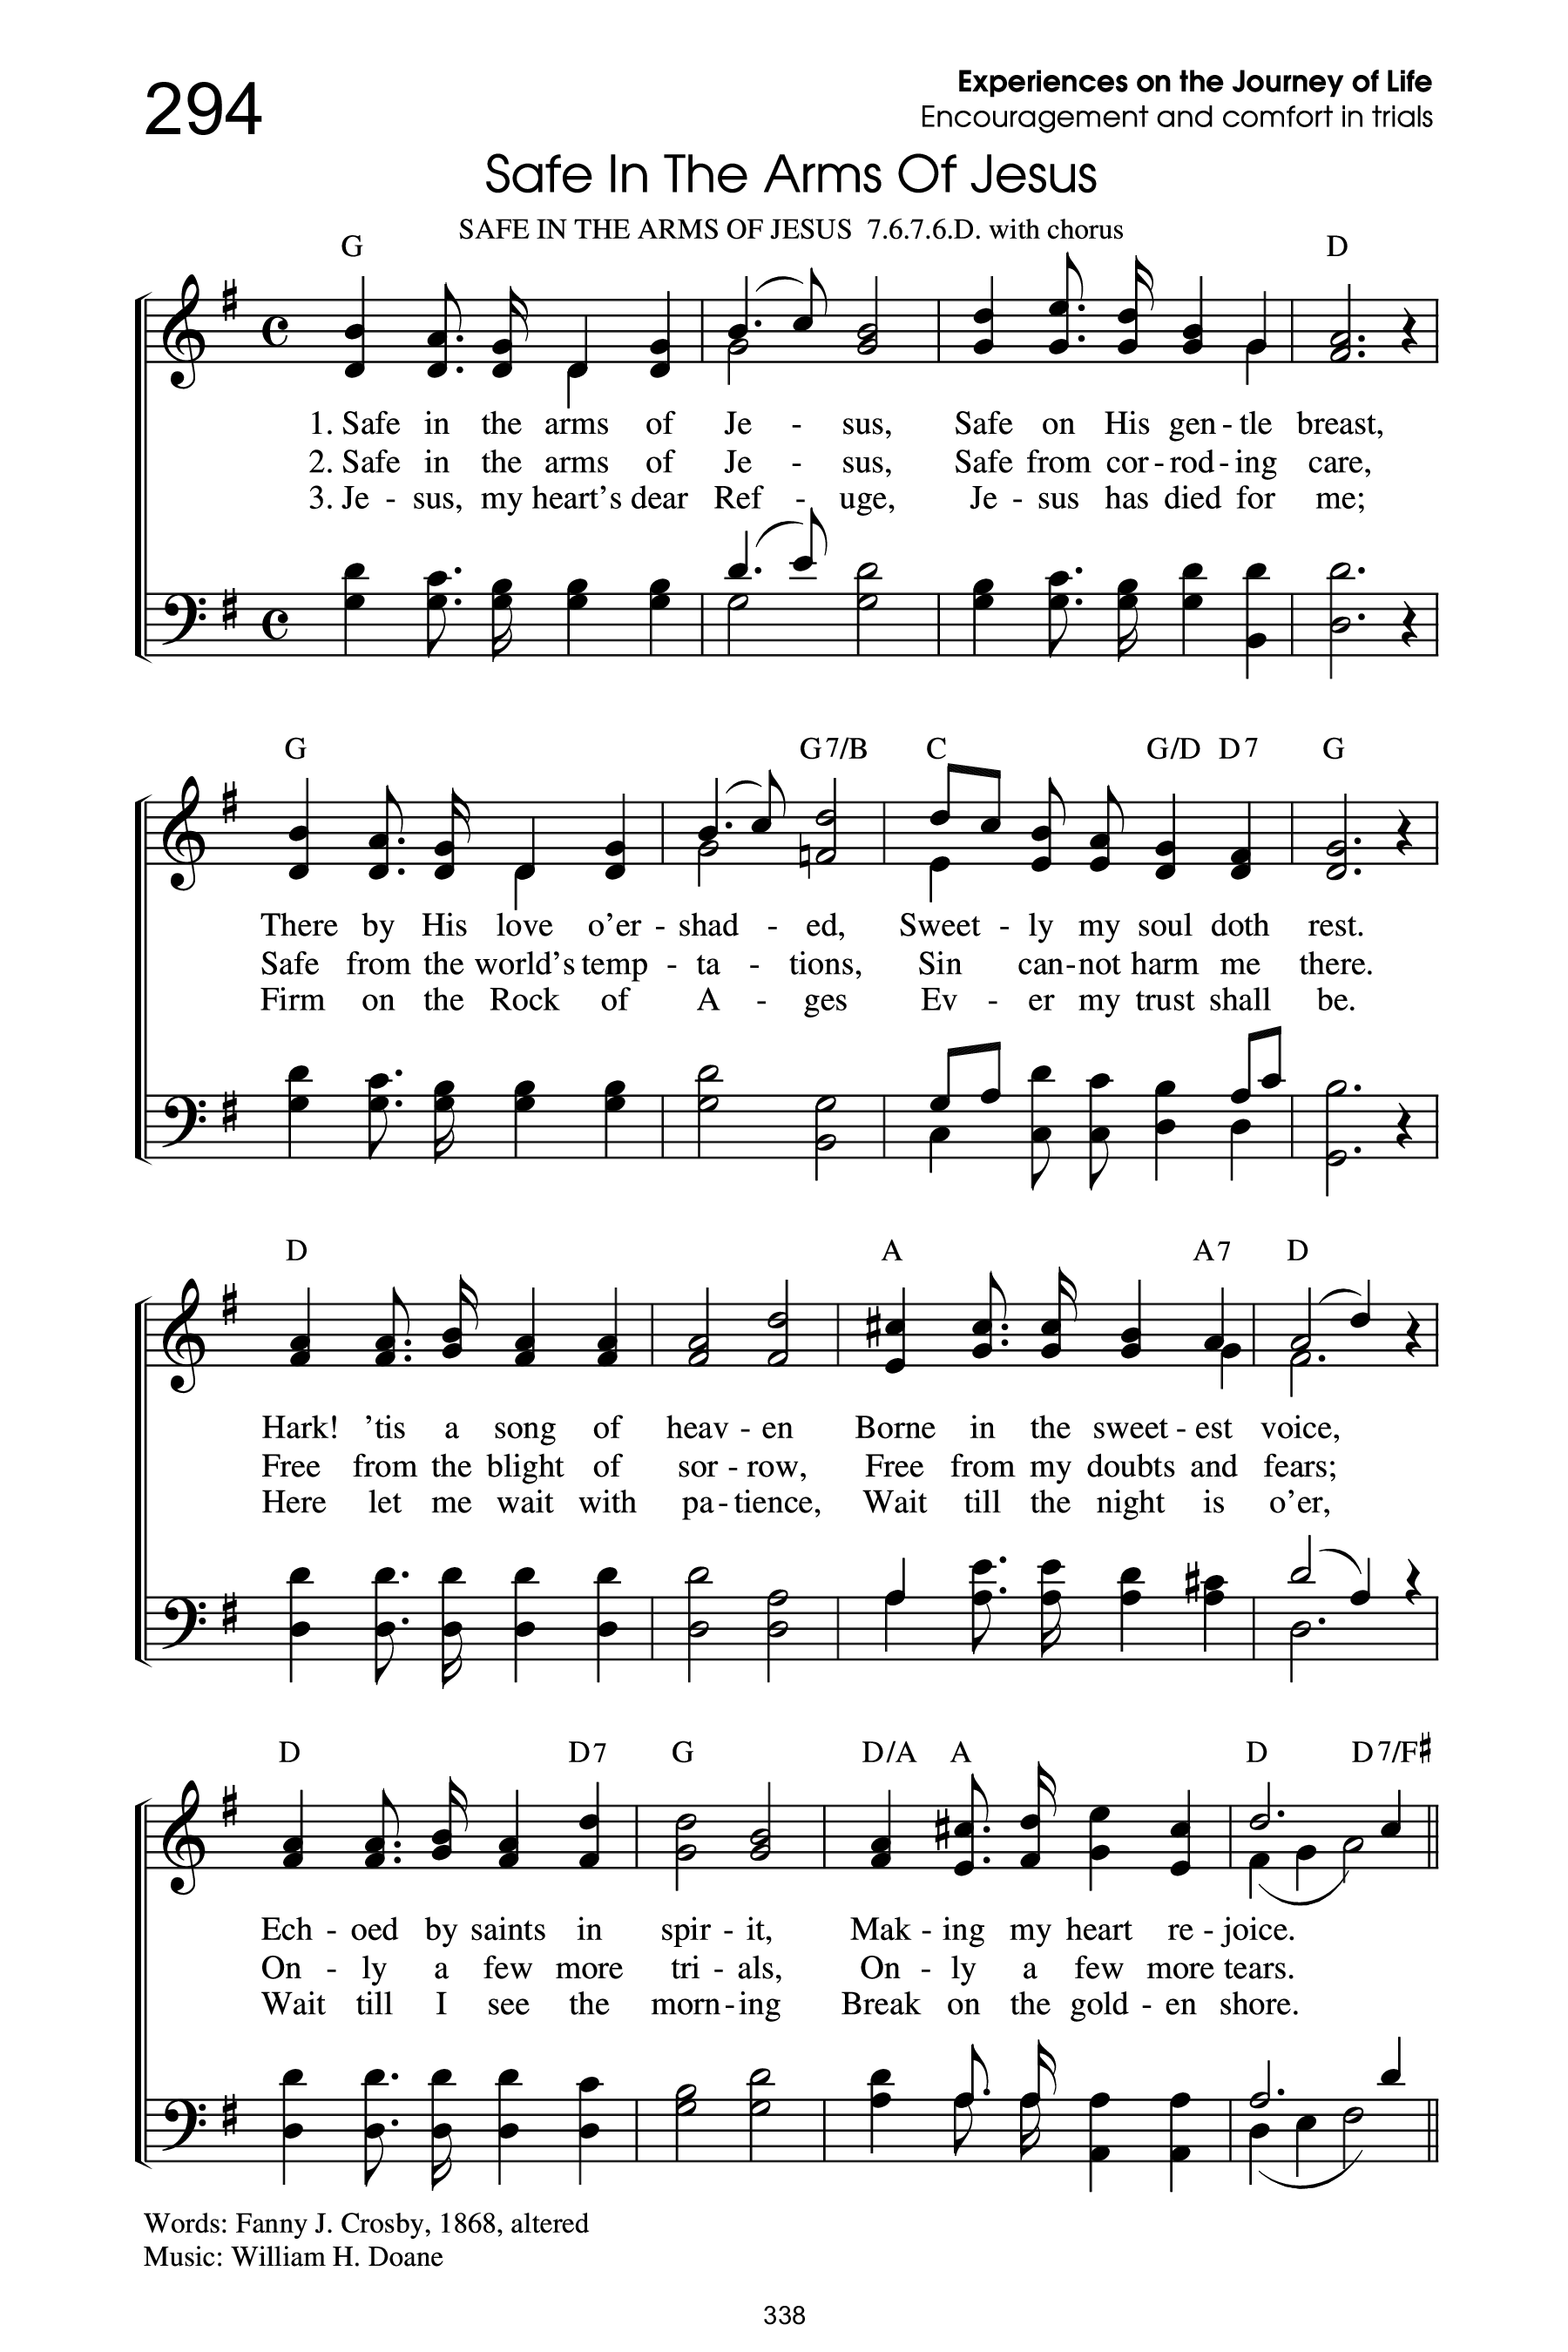 294
Experiences on the Journey of Life
Encouragement and comfort in trials
Safe In The Arms Of Jesus
SAFE IN THE ARMS OF JESUS 7.6.7.6.D. with chorus
G D
1. Safe in the arms of Je - sus, Safe on His gen - tle breast,
2. Safe in the arms of Je - sus, Safe from cor - rod - ing care,
3. Je - sus, my heart’s dear Ref - uge, Je - sus has died for me;
G G7/B C G/D D7 G
There by His love o’er - shad - ed, Sweet - ly my soul doth rest.
Safe from the world’s temp - ta - tions, Sin can - not harm me there.
Firm on the Rock of A - ges Ev - er my trust shall be.
D A A7 D
Hark! ’tis a song of heav - en Borne in the sweet - est voice,
Free from the blight of sor - row, Free from my doubts and fears;
Here let me wait with pa - tience, Wait till the night is o’er,
D D7 G D/A A D D7/F♯
Ech - oed by saints in spir - it, Mak - ing my heart re - joice.
On - ly a few more tri - als, On - ly a few more tears.
Wait till I see the morn - ing Break on the gold - en shore.
Words: Fanny J. Crosby, 1868, altered
Music: William H. Doane
338